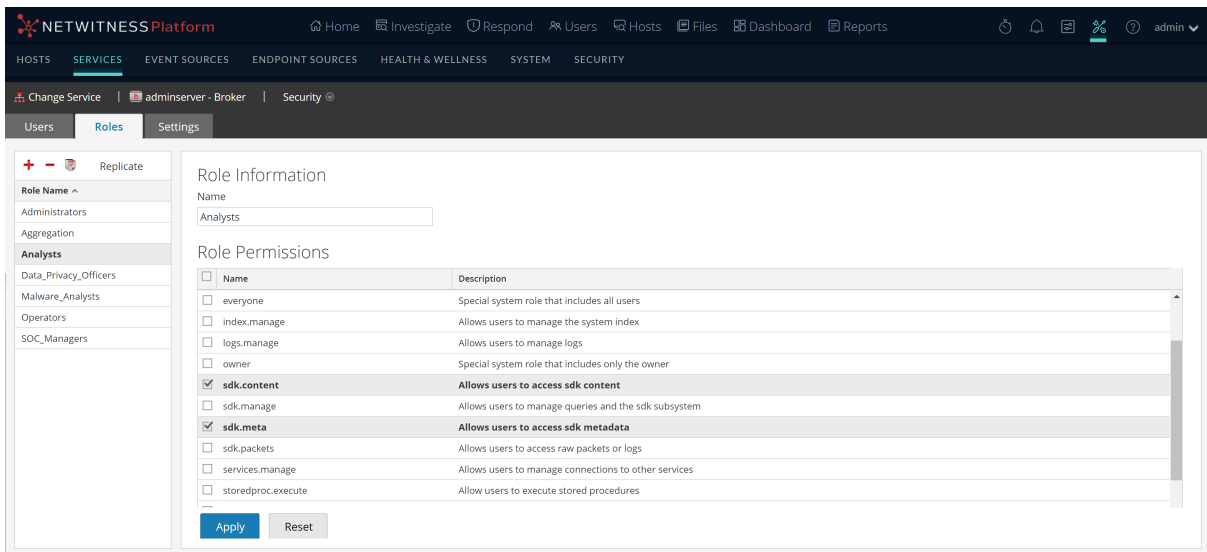 NETWITNESS Platform Home Investigate Respond Users Hosts Files Dashboard Reports admin
HOSTS SERVICES EVENT SOURCES ENDPOINT SOURCES HEALTH & WELLNESS SYSTEM SECURITY
Change Service | adminserver - Broker | Security
Users Roles Settings
Replicate
Role Name
Administrators
Aggregation
Analysts
Data_Privacy_Officers
Malware_Analysts
Operators
SOC_Managers
Role Information
Name
Analysts
Role Permissions
Name Description
everyone Special system role that includes all users
index.manage Allows users to manage the system index
logs.manage Allows users to manage logs
owner Special system role that includes only the owner
sdk.content Allows users to access sdk content
sdk.manage Allows users to manage queries and the sdk subsystem
sdk.meta Allows users to access sdk metadata
sdk.packets Allows users to access raw packets or logs
services.manage Allows users to manage connections to other services
storedproc.execute Allow users to execute stored procedures
Apply Reset